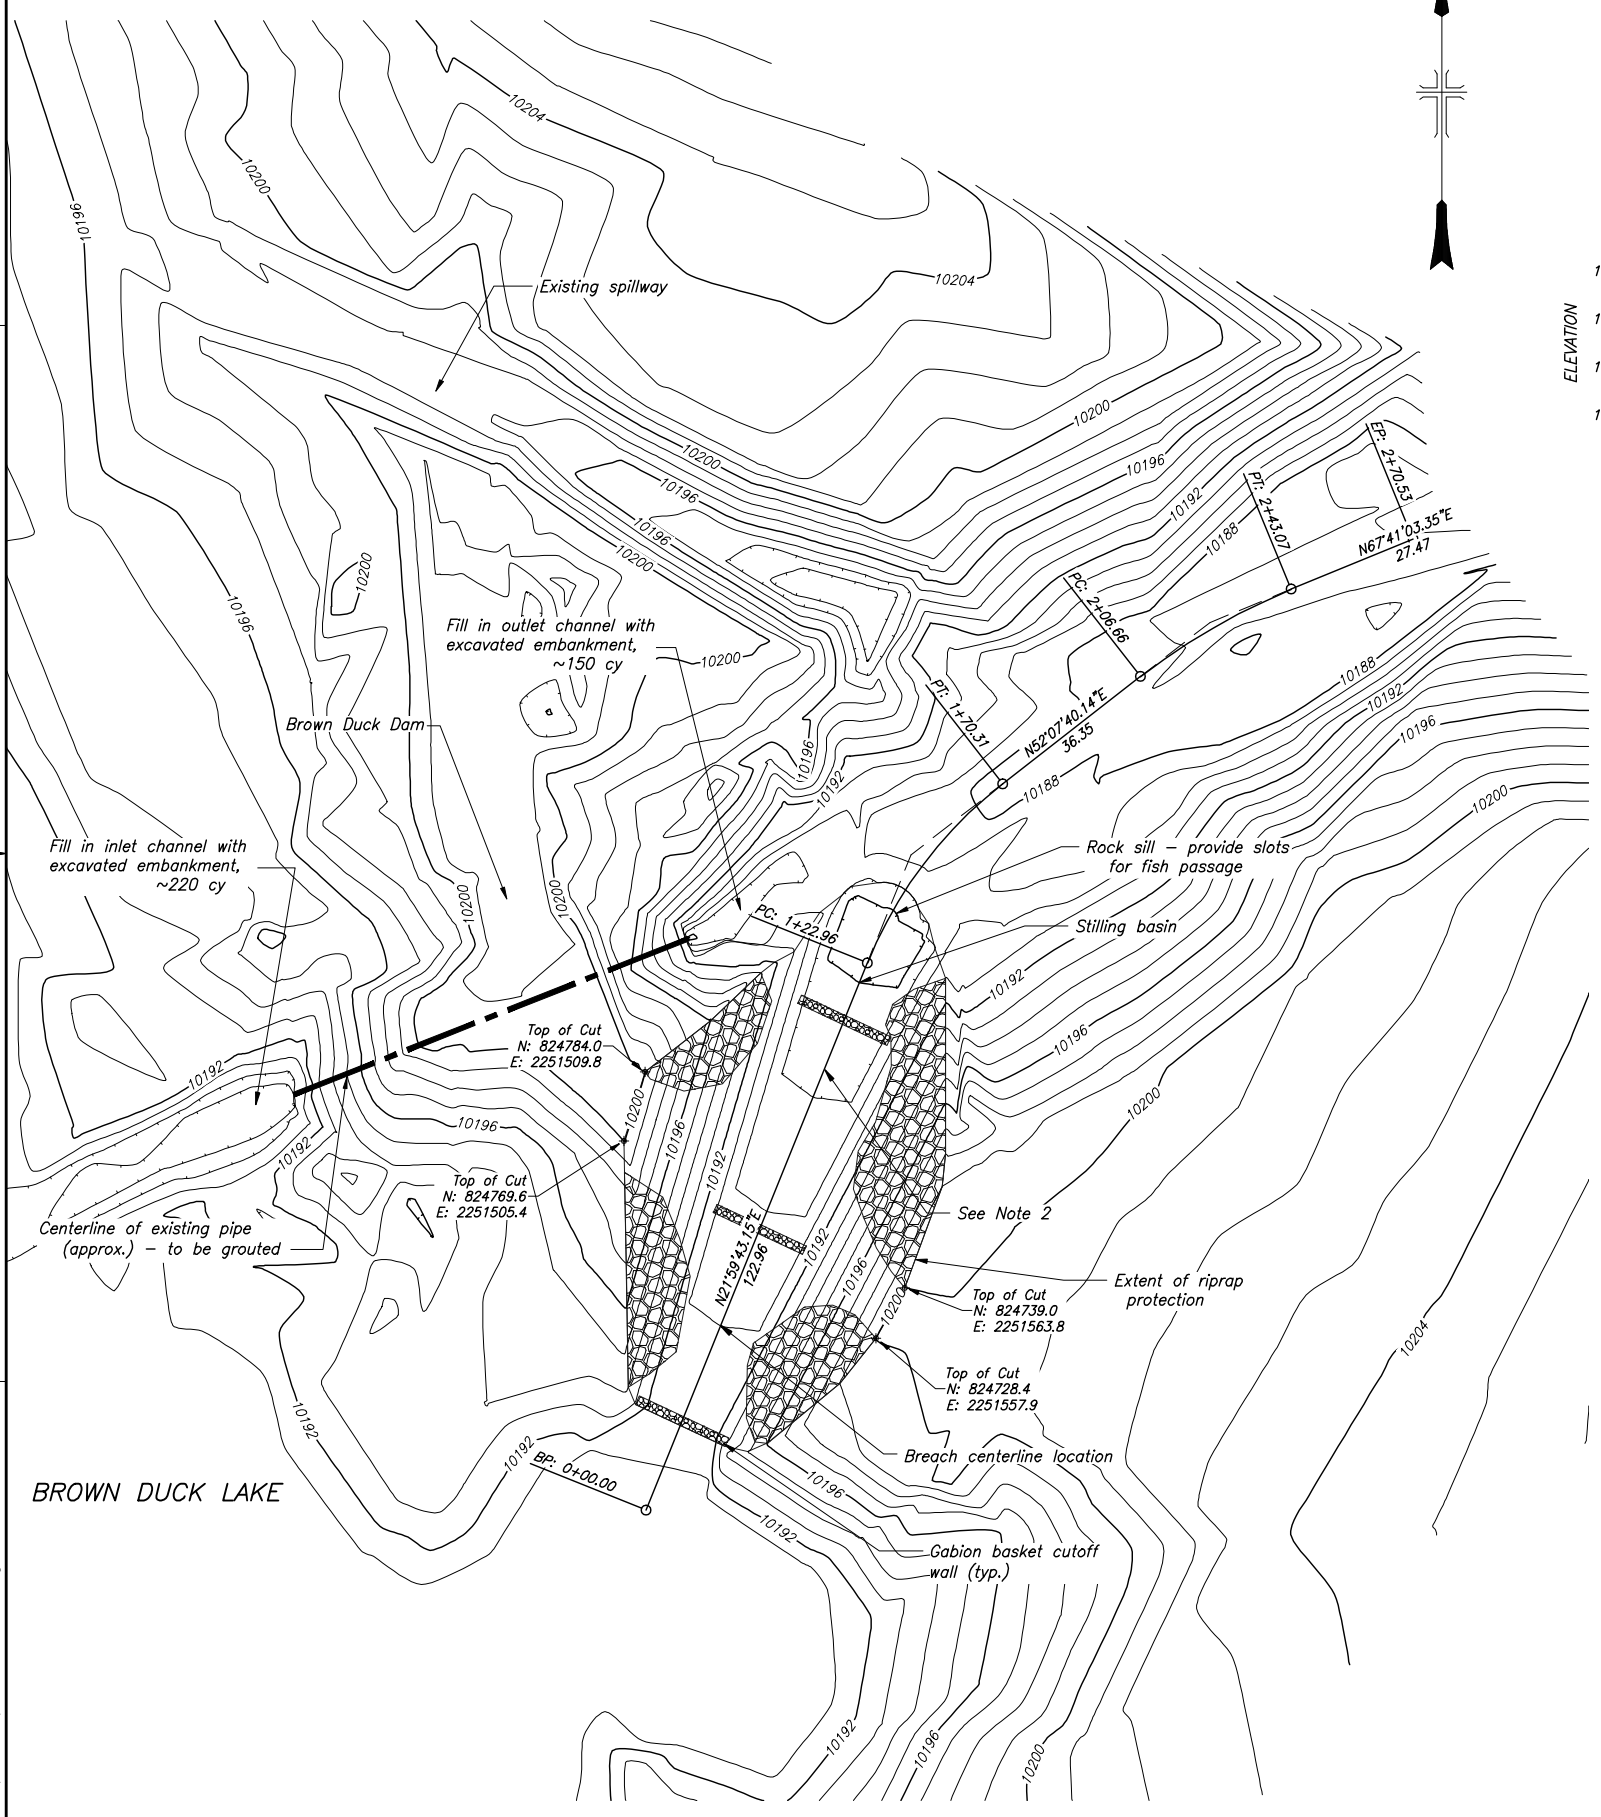 10204
10200
10196
ELEVATION
1
1
1
1
Existing spillway
10204
10200
10200
10196
10196
10196
10192
10188
10200
10200
EP: 2+70.53
PT: 2+43.07
N67°41'03.35"E
27.47
PC: 2+06.66
10196
Fill in outlet channel with
excavated embankment,
~150 cy
10200
PT: 1+70.31
N52°07'40.14"E
36.35
10188
10192
10196
Brown Duck Dam
10196
10192
10188
10200
Fill in inlet channel with
excavated embankment,
~220 cy
Rock sill – provide slots
for fish passage
10200
10200
PC: 1+22.96
Stilling basin
10192
10196
10200
Top of Cut
N: 824784.0
E: 2251509.8
10192
10200
10196
10196
10192
10192
Top of Cut
N: 824769.6
E: 2251505.4
Centerline of existing pipe
(approx.) – to be grouted
N21°59'43.15"E
122.96
10192
10196
10200
See Note 2
Extent of riprap
protection
Top of Cut
N: 824739.0
E: 2251563.8
10204
Top of Cut
N: 824728.4
E: 2251557.9
10192
10192
Breach centerline location
BROWN DUCK LAKE
BP: 0+00.00
10196
10192
Gabion basket cutoff
wall (typ.)
10192
10196
10200